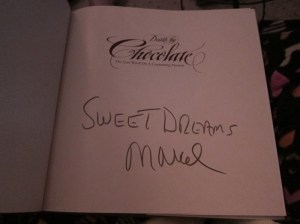 Death by
Chocolate
SWEET DREAMS
Marcel